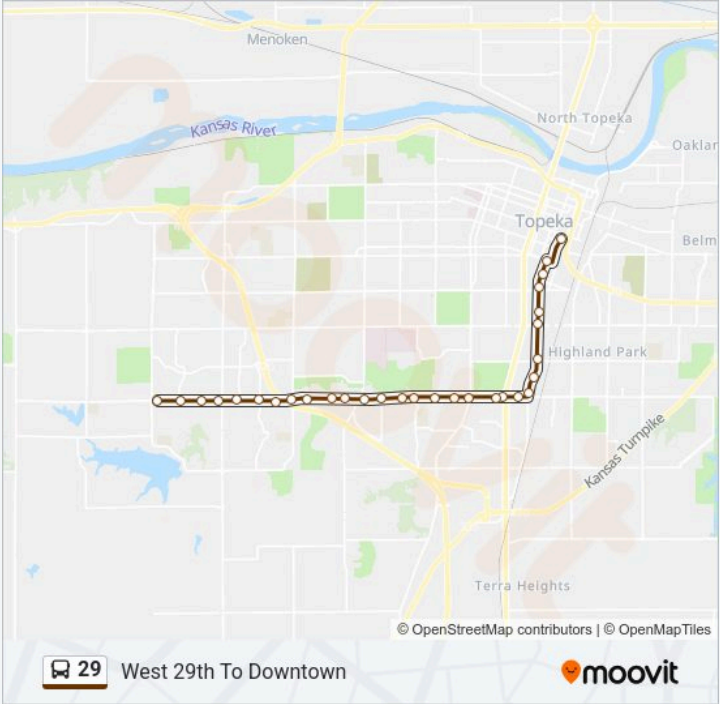 Menoken
Kansas River
North Topeka
Oaklar
Topeka
Belm
Highland Park
Kansas Turnpike
Terra Heights
© OpenStreetMap contributors | © OpenMapTiles
29 West 29th To Downtown
moovit